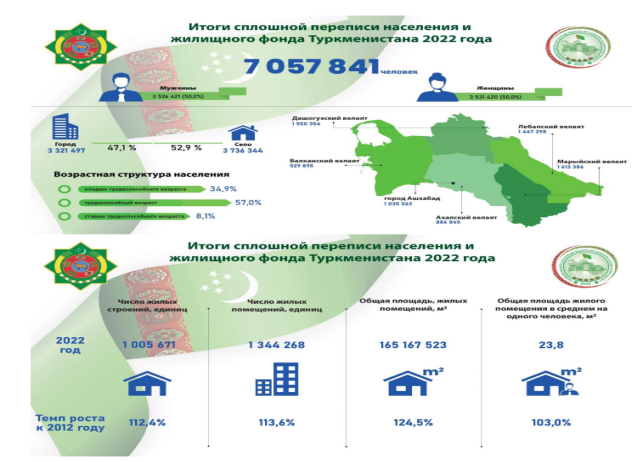 Итоги сплошной переписи населения и
жилищного фонда Туркменистана 2022 года
7 057 841 человек
Мужчины
3 526 421 (50,0%)
Женщины
3 531 420 (50,0%)
Город
3 321 497
47,1 %
52,9 %
Село
3 736 344
Возрастная структура населения
младше трудоспособного возраста
34,9%
трудоспособный возраст
57,0%
старше трудоспособного возраста
8,1%
Дашогузский велаят
1 550 354
Лебапский велаят
1 447 298
Балканский велаят
529 895
Марыйский велаят
1 613 386
город Ашхабад
1 030 063
Ахалский велаят
886 845
Итоги сплошной переписи населения и
жилищного фонда Туркменистана 2022 года
Число жилых
строений, единиц
Число жилых
помещений, единиц
Общая площадь, жилых
помещений, м²
Общая площадь жилого
помещения в среднем на
одного человека, м²
2022
год
1 005 671
1 344 268
165 167 523
23,8
м²
м²
Темп роста
к 2012 году
112,4%
113,6%
124,5%
103,0%